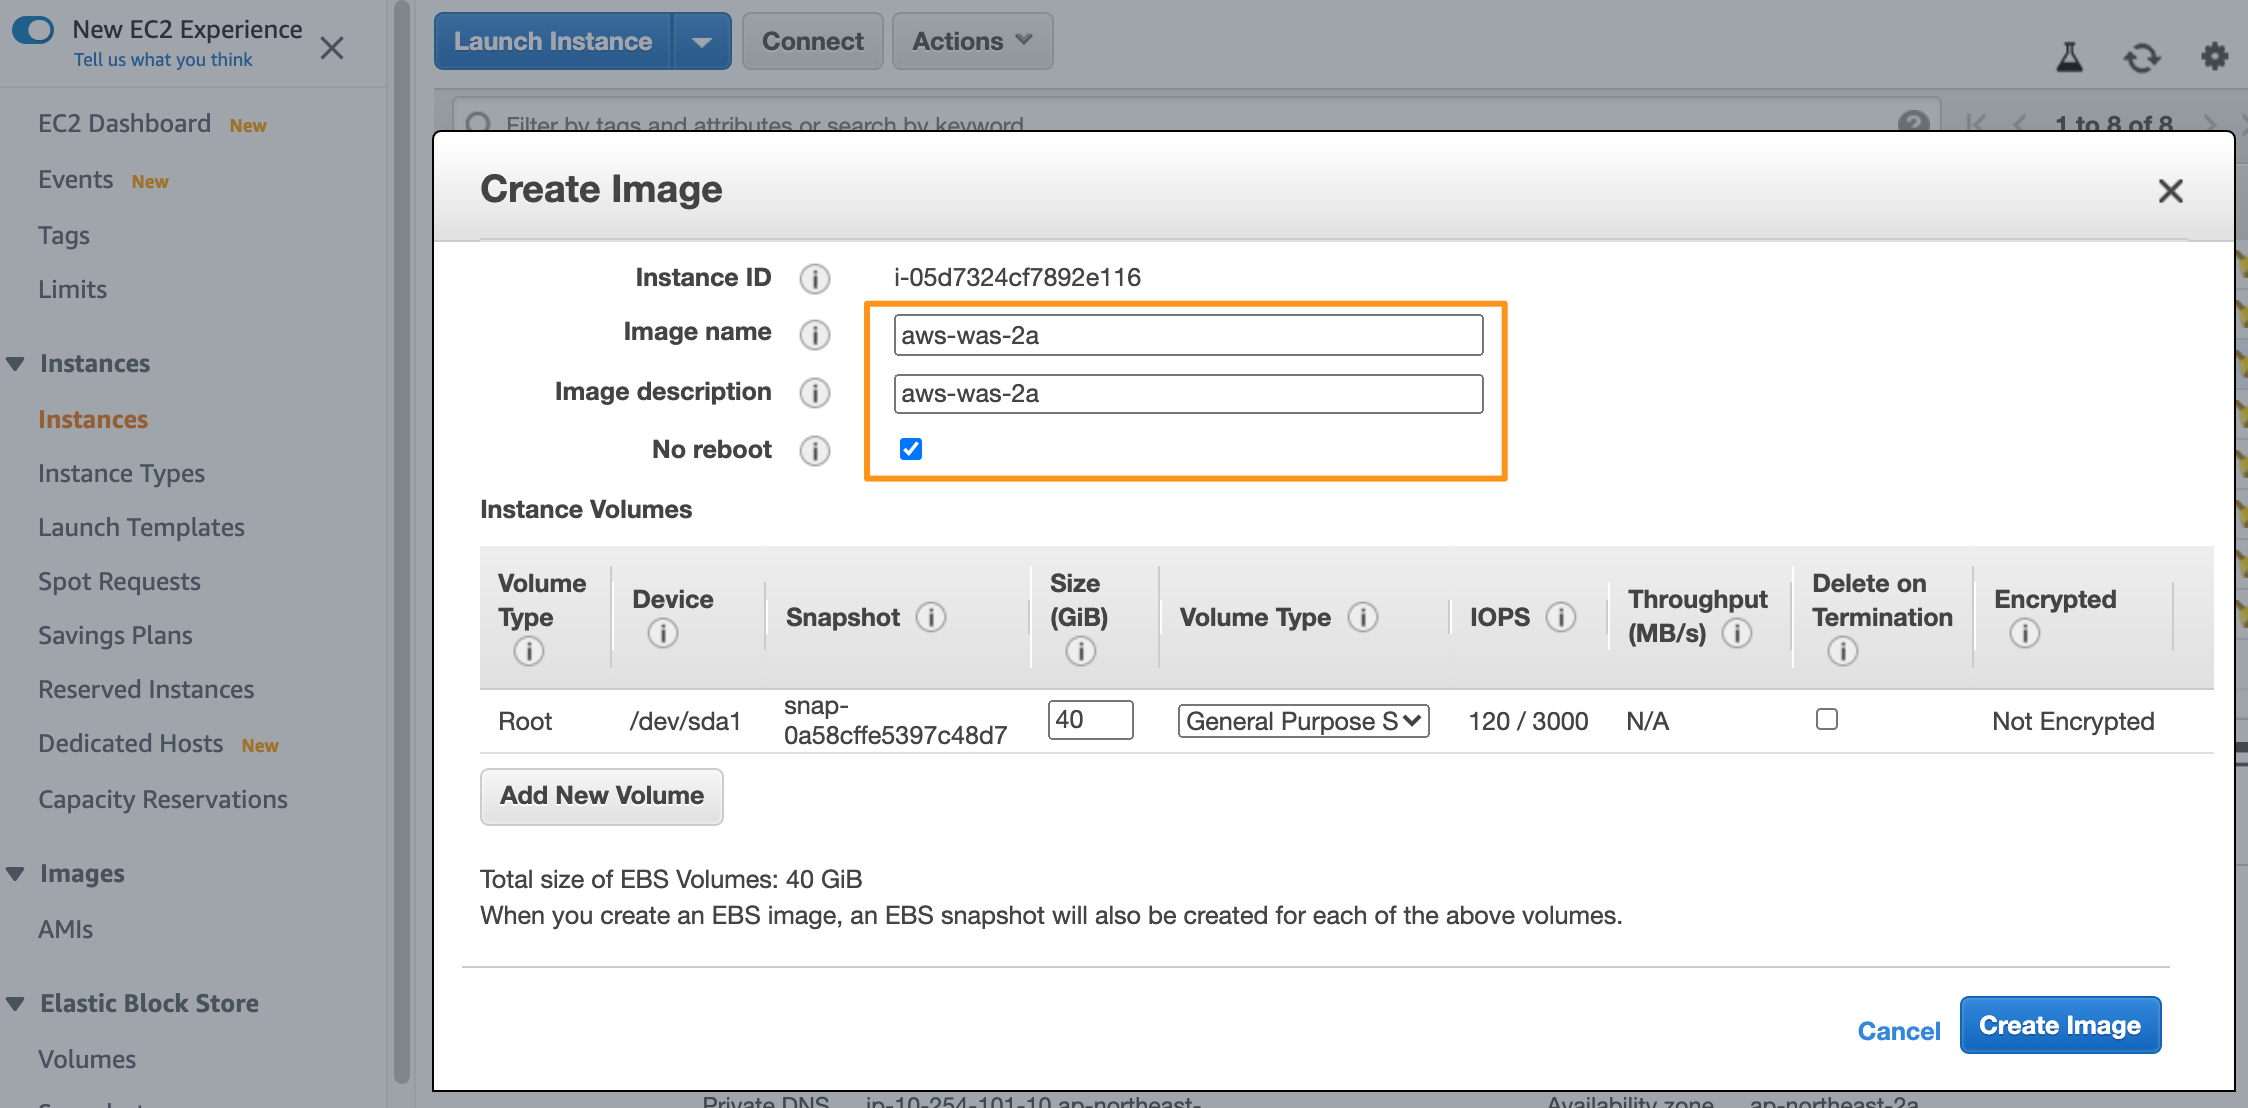 New EC2 Experience
Tell us what you think
EC2 Dashboard New
Events New
Tags
Limits
Instances
Instances
Instance Types
Launch Templates
Spot Requests
Savings Plans
Reserved Instances
Dedicated Hosts New
Capacity Reservations
Images
AMIs
Elastic Block Store
Volumes
Launch Instance
Connect
Actions
Filter by tags and attributes or search by keyword
1 to 8 of 8
Create Image
Instance ID i-05d7324cf7892e116
Image name aws-was-2a
Image description aws-was-2a
No reboot
Instance Volumes
Volume Type
Device
Snapshot
Size (GiB)
Volume Type
IOPS
Throughput (MB/s)
Delete on Termination
Encrypted
Root
/dev/sda1
snap-
0a58cffe5397c48d7
40
General Purpose S
120 / 3000
N/A
Not Encrypted
Add New Volume
Total size of EBS Volumes: 40 GiB
When you create an EBS image, an EBS snapshot will also be created for each of the above volumes.
Cancel
Create Image
Private DNS ip-10-254-101-10.ap-northeast-
Availability zone ap-northeast-2a